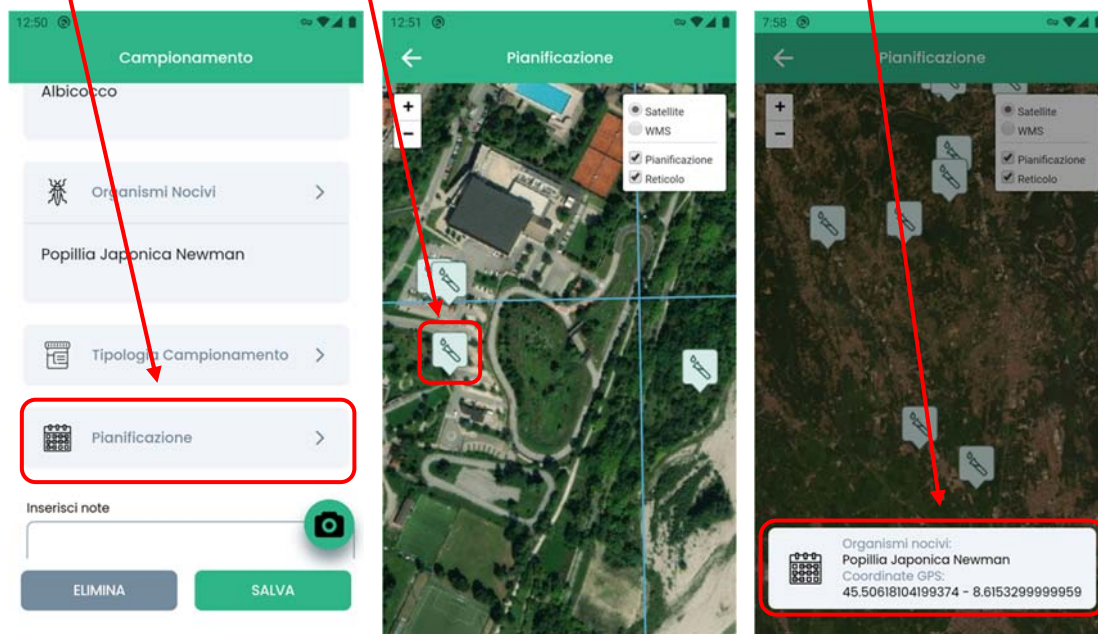 12:50
Campionamento
Albicocco
Organismi Nocivi
Popillia Japonica Newman
Tipologia Campionamento
Pianificazione
Inserisci note
ELIMINA
SALVA
12:51
Pianificazione
+
−
Satellite
WMS
Pianificazione
Reticolo
7:58
Pianificazione
+
−
Satellite
WMS
Pianificazione
Reticolo
Organismi nocivi:
Popillia Japonica Newman
Coordinate GPS:
45.50618104199374 - 8.6153299999959